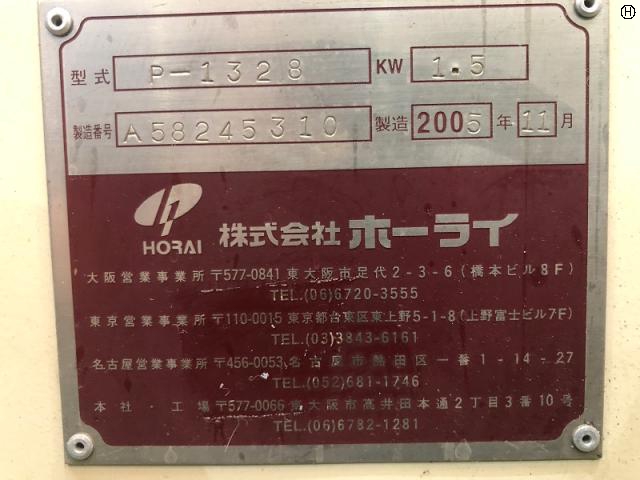 Ⓗ
型式 P-1328 KW 1.5
製造番号 A58245310 製造 2005 年 11 月
HORAI 株式会社 ホーライ
大阪営業事業所 〒577-0841 東大阪市足代2-3-6(橋本ビル8F)
TEL.(06)6720-3555
東京営業事業所 〒110-0015 東京都台東区東上野5-1-8(上野富士ビル7F)
TEL.(03)3843-6161
名古屋営業事業所 〒456-0053 名古屋市熱田区一番1-14-27
TEL.(052)681-1746
本社・工場 〒577-0066 東大阪市高井田本通2丁目3番10号
TEL.(06)6782-1281